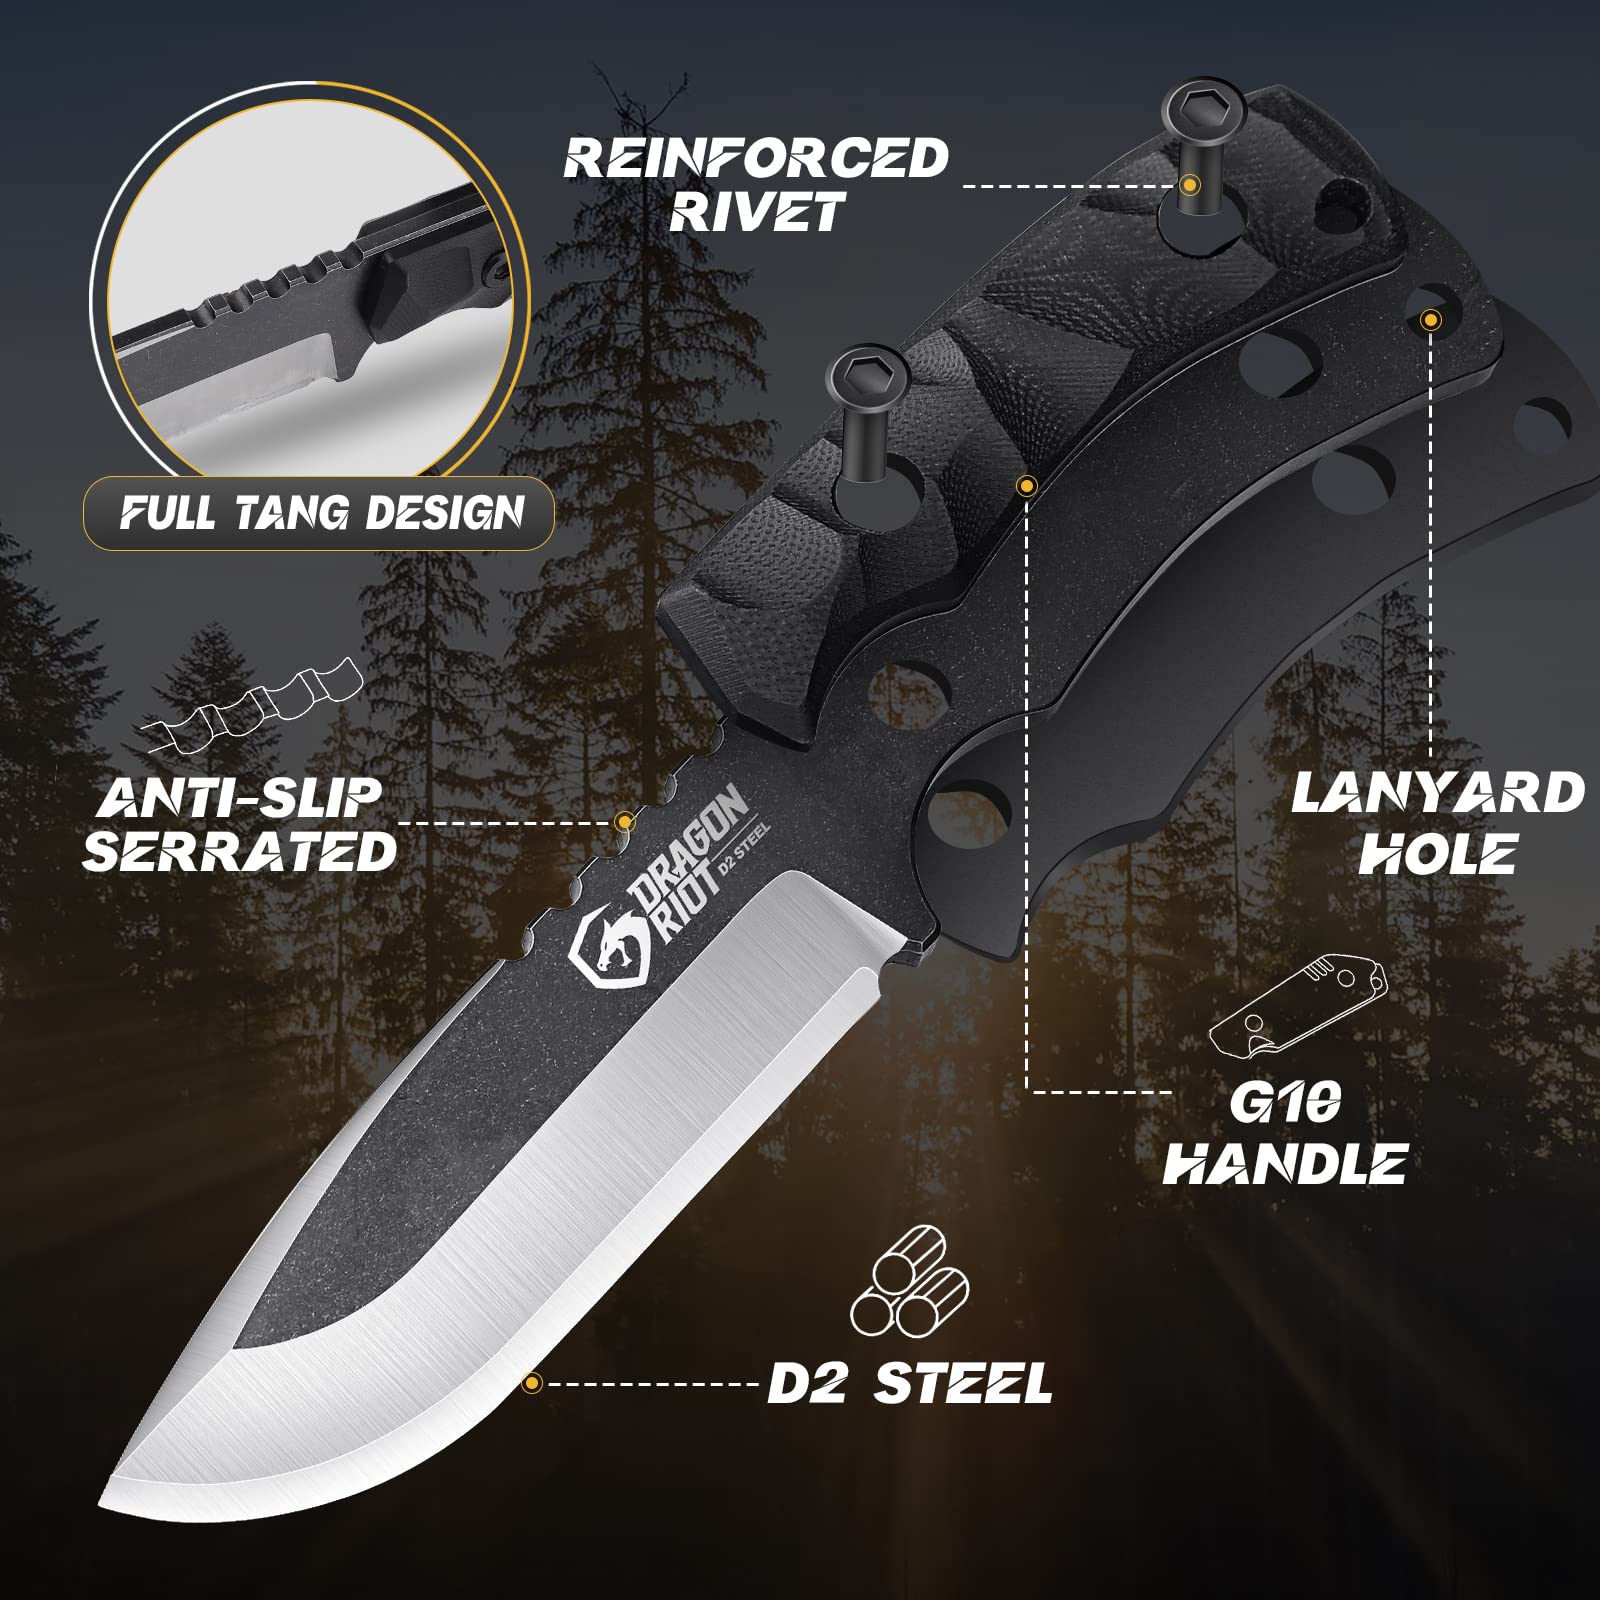 REINFORCED
RIVET
FULL TANG DESIGN
ANTI-SLIP
SERRATED
DRAGON
RIOT
D2 STEEL
LANYARD
HOLE
G10
HANDLE
D2 STEEL